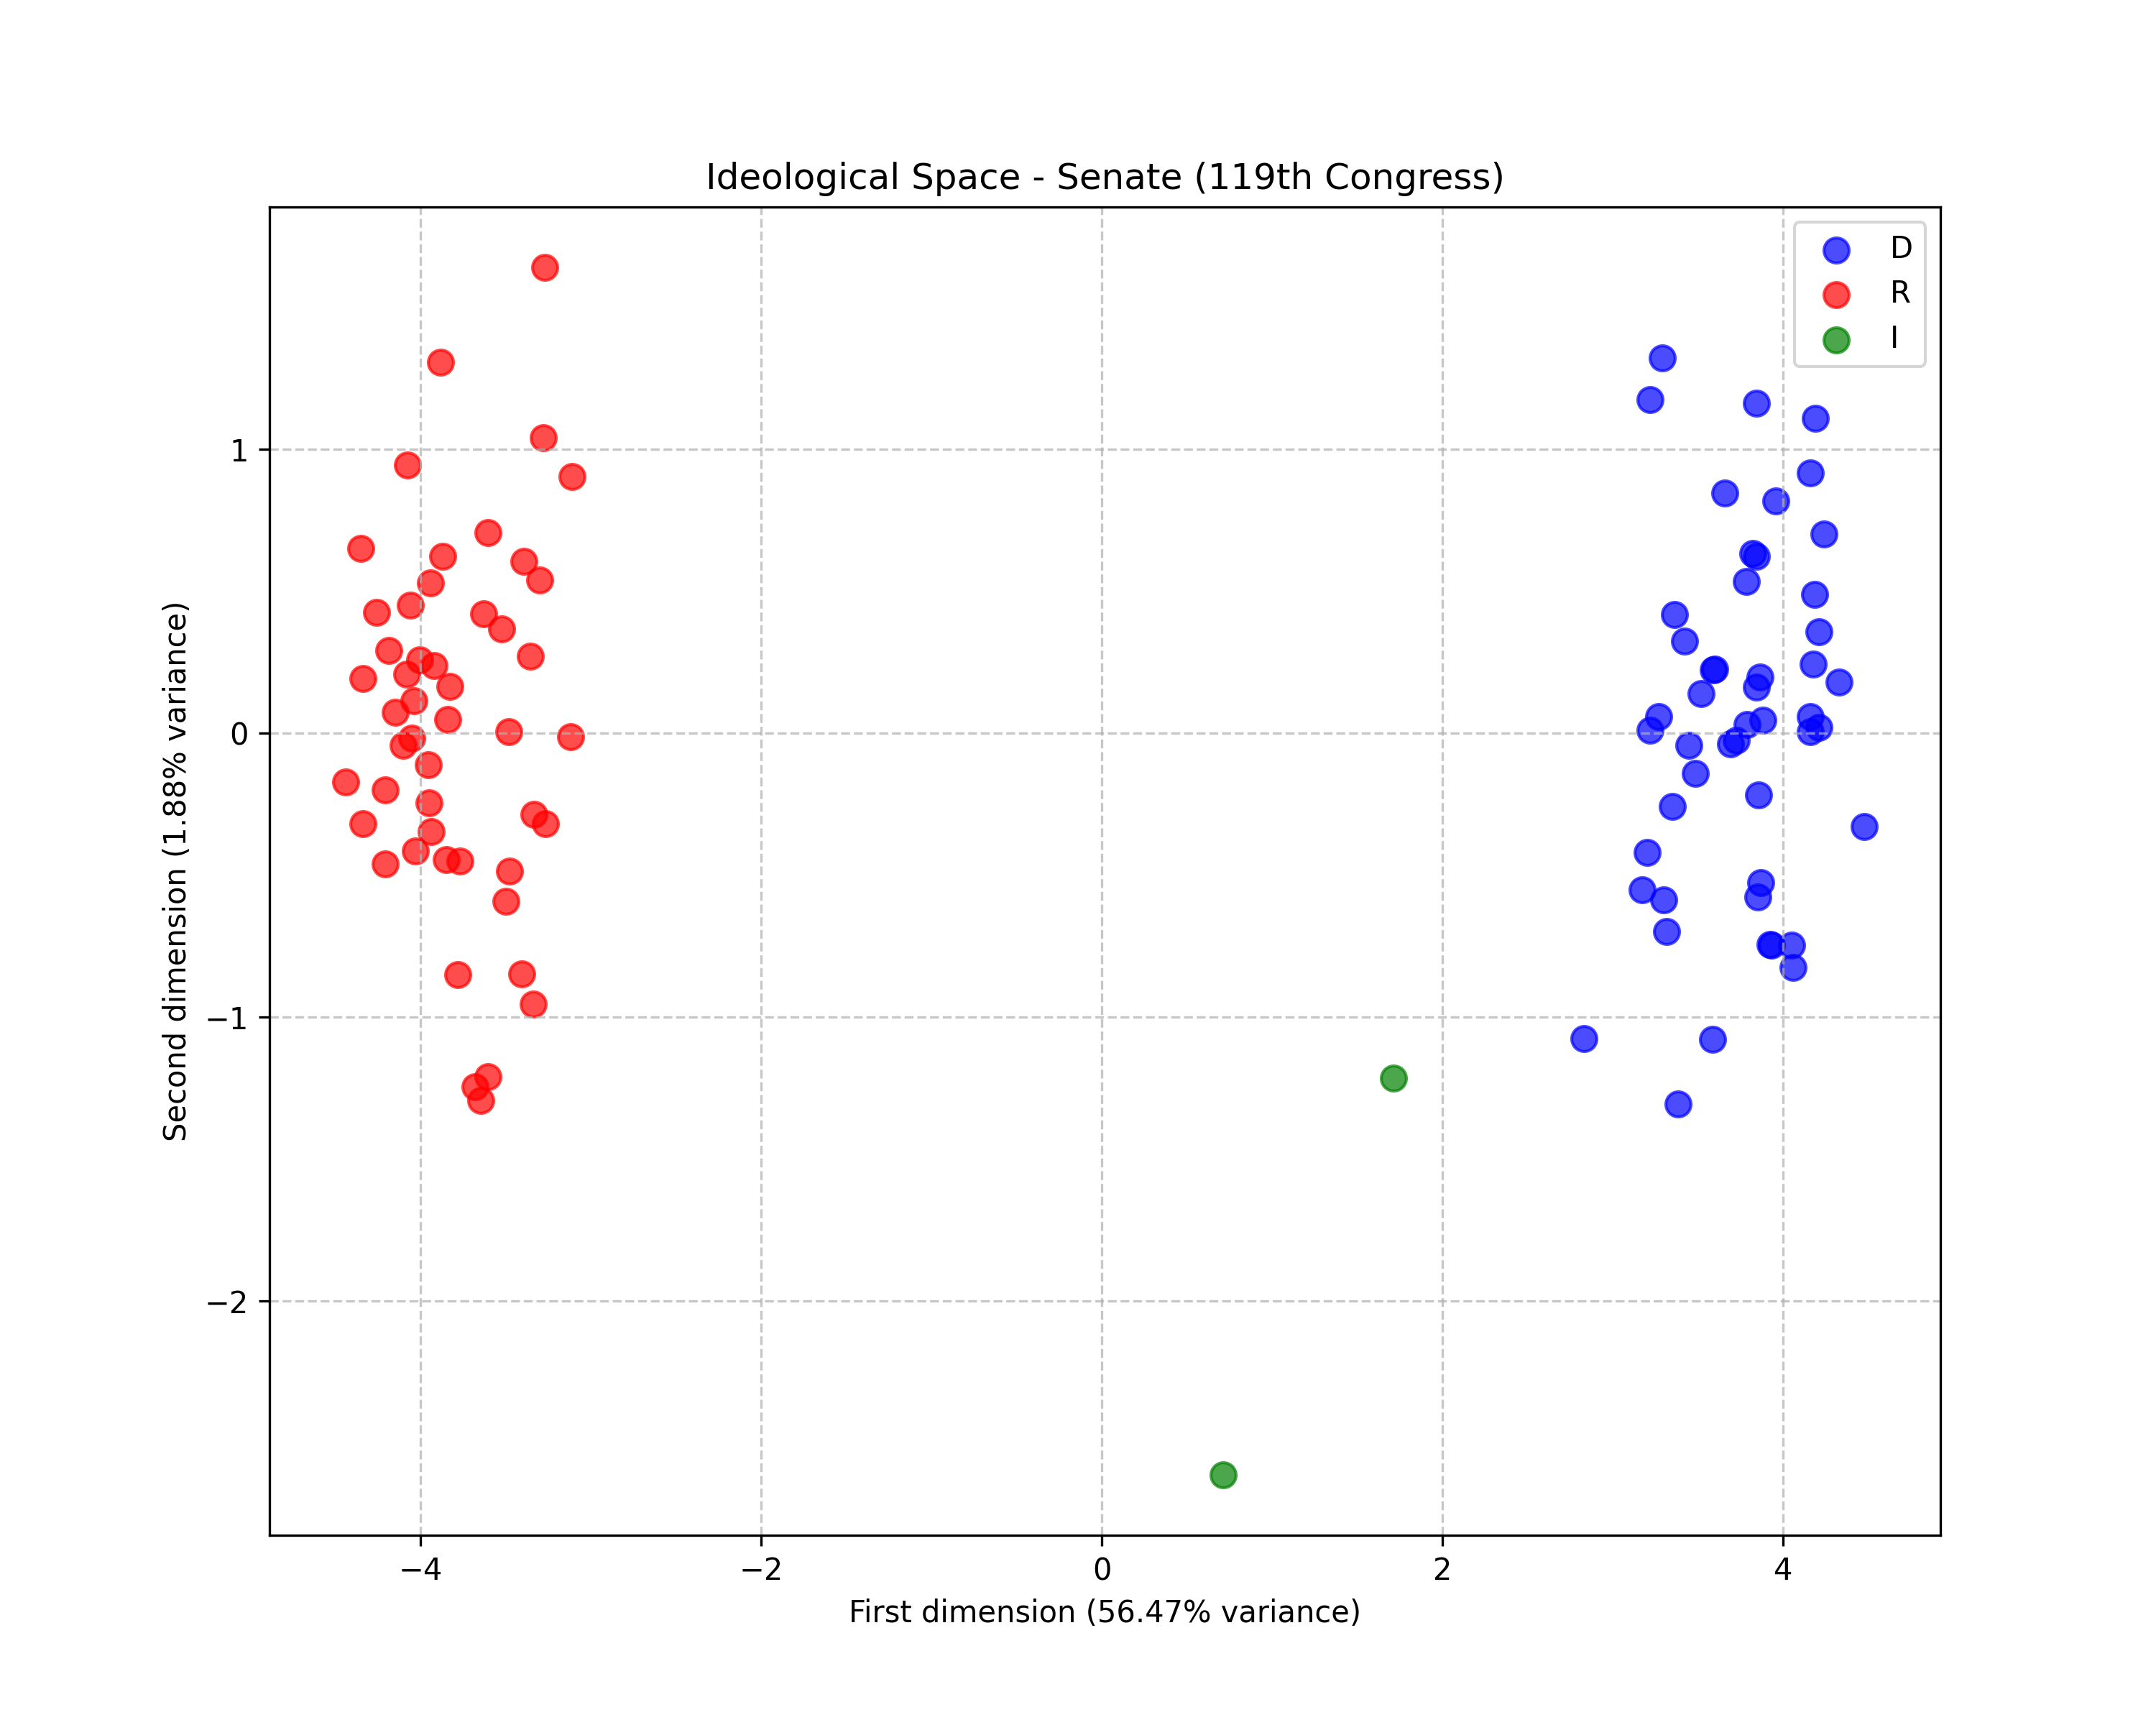 Ideological Space - Senate (119th Congress)
D
R
I
1
0
−1
−2
Second dimension (1.88% variance)
−4
−2
0
2
4
First dimension (56.47% variance)